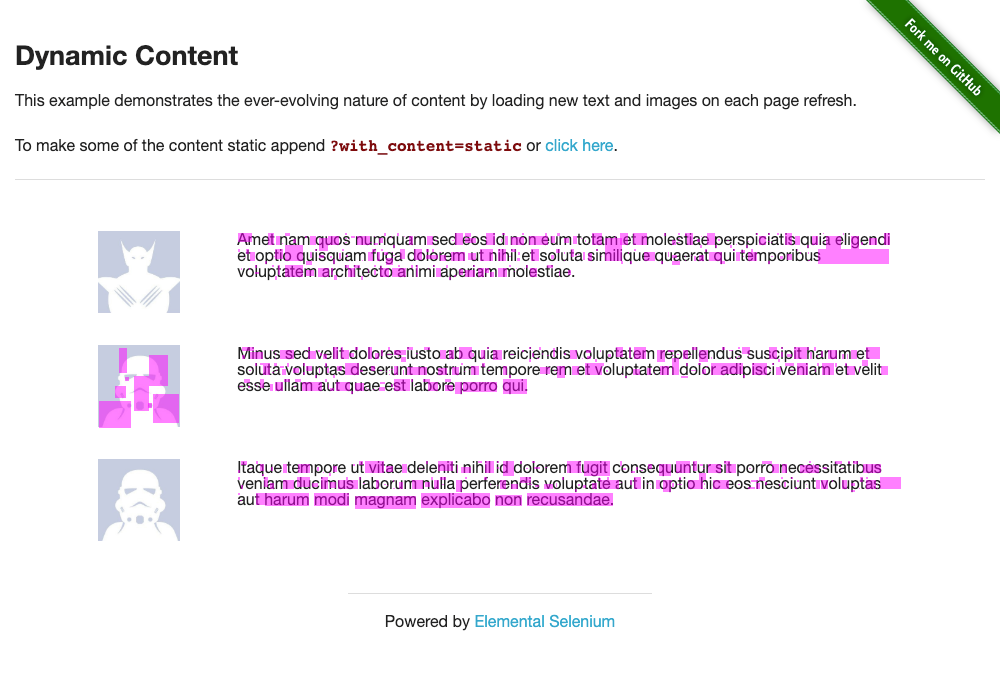 Fork me on GitHub
Dynamic Content
This example demonstrates the ever-evolving nature of content by loading new text and images on each page refresh.
To make some of the content static append ?with_content=static or click here.
Amet nam quos numquam sed eos id non eum totam et molestiae perspiciatis quia eligendi
et optio quisquam fuga dolorem ut nihil et soluta similique quaerat qui temporibus
voluptatem architecto animi aperiam molestiae.
Minus sed velit dolores iusto ab quia reiciendis voluptatem repellendus suscipit harum et
soluta voluptas deserunt nostrum tempore rem et voluptatem dolor adipisci veniam et velit
esse ullam aut quae est labore porro qui.
Itaque tempore ut vitae deleniti nihil id dolorem fugit consequuntur sit porro necessitatibus
veniam ducimus laborum nulla perferendis voluptate aut in optio hic eos nesciunt voluptas
aut harum modi magnam explicabo non recusandae.
Powered by Elemental Selenium